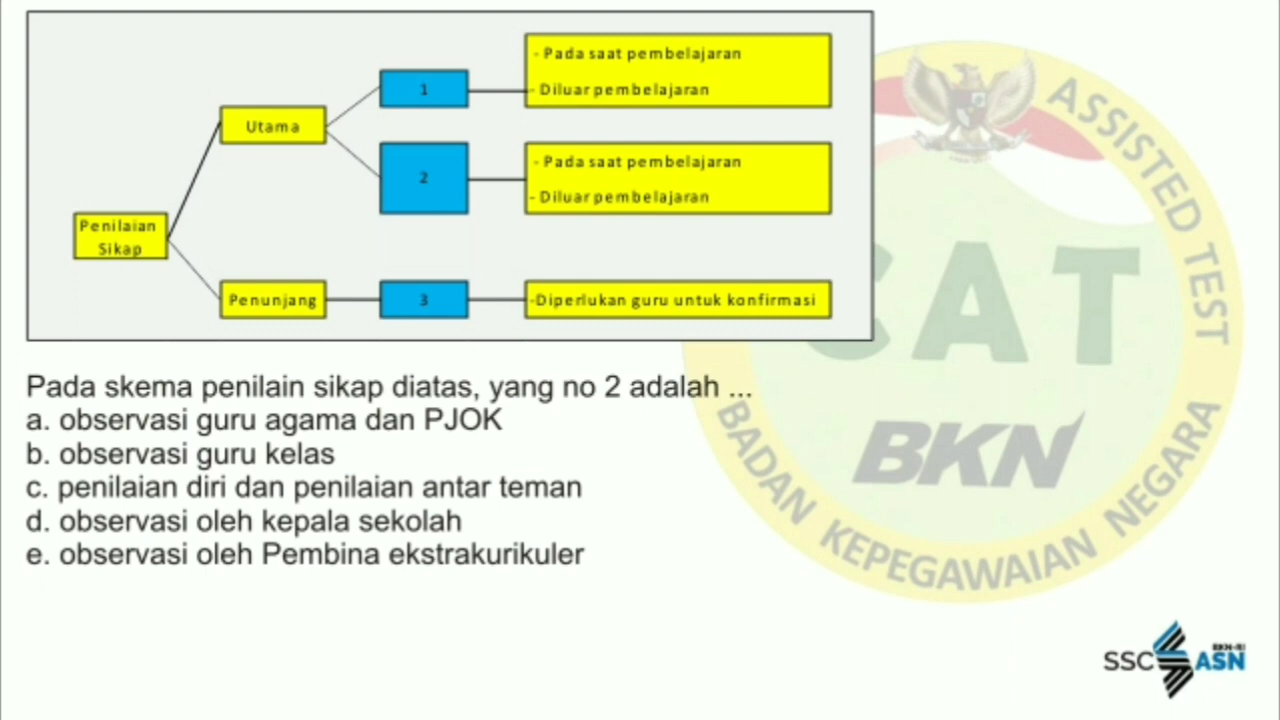 - Pada saat pembelajaran
1
- Diluar pembelajaran
Utama
- Pada saat pembelajaran
2
- Diluar pembelajaran
Penilaian
Sikap
Penunjang
3
-Diperlukan guru untuk konfirmasi
Pada skema penilain sikap diatas, yang no 2 adalah ...
a. observasi guru agama dan PJOK
b. observasi guru kelas
c. penilaian diri dan penilaian antar teman
d. observasi oleh kepala sekolah
e. observasi oleh Pembina ekstrakurikuler
ASSISTED TEST
CAT
BKN
BADAN KEPEGAWAIAN NEGARA
SSC
BKN-RI
ASN